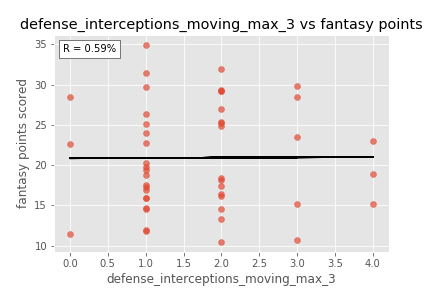 defense_interceptions_moving_max_3 vs fantasy points
R = 0.59%
fantasy points scored
35
30
25
20
15
10
0.0 0.5 1.0 1.5 2.0 2.5 3.0 3.5 4.0
defense_interceptions_moving_max_3